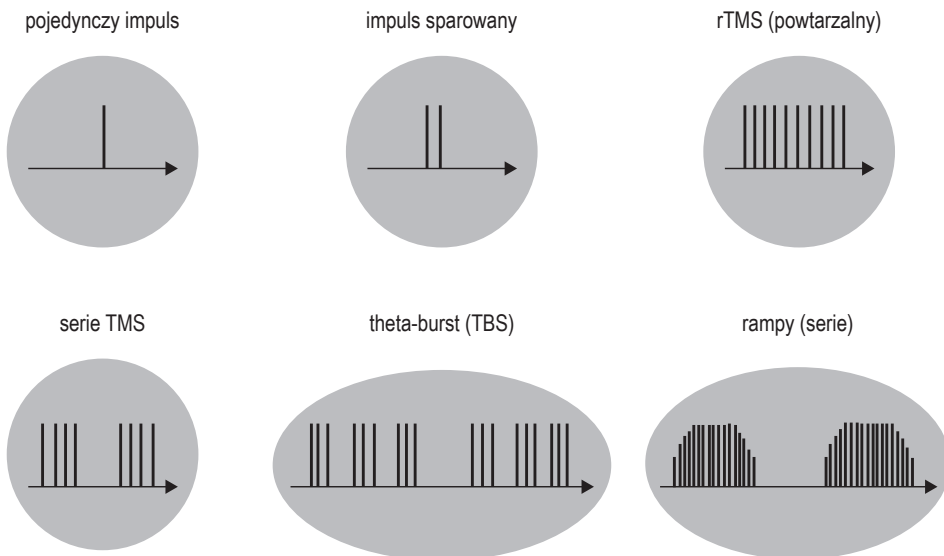 pojedynczy impuls
impuls sparowany
rTMS (powtarzalny)
serie TMS
theta-burst (TBS)
rampy (serie)